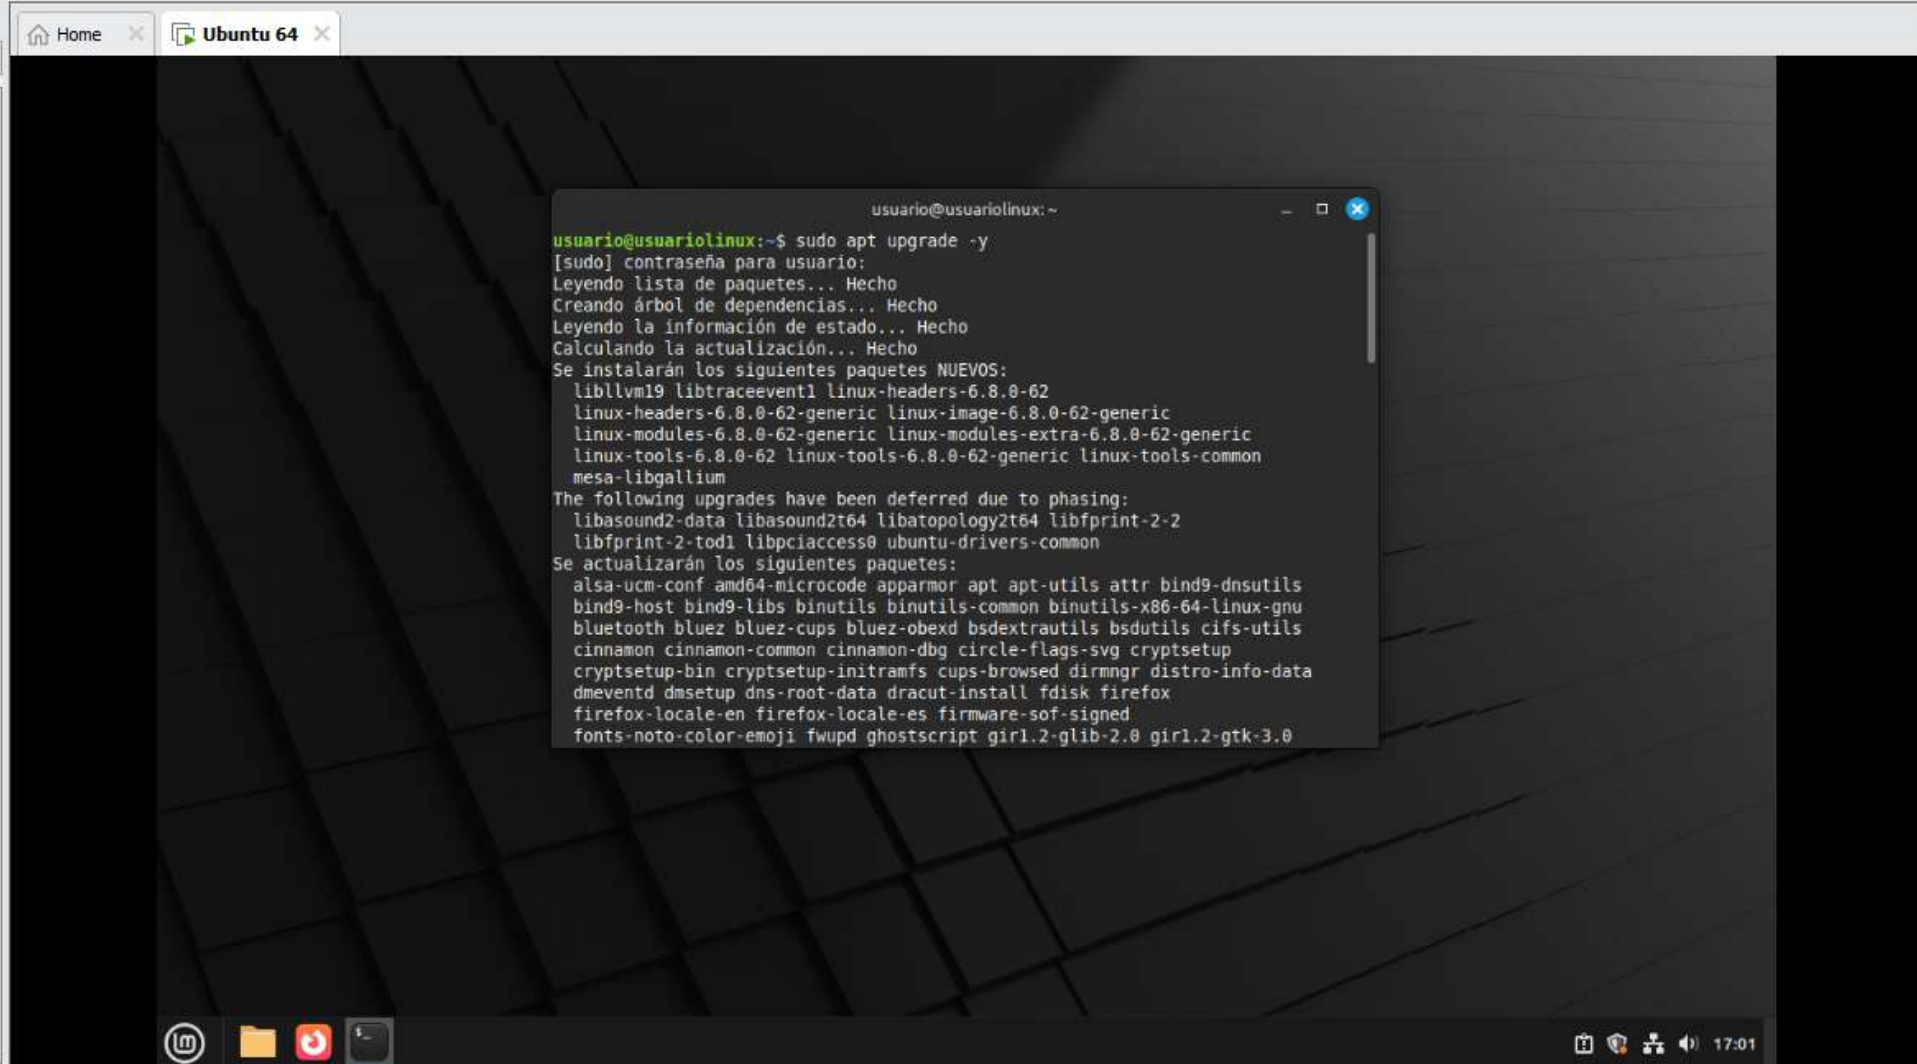 Home
Ubuntu 64
usuario@usuariolinux: ~
usuario@usuariolinux:~$ sudo apt upgrade -y
[sudo] contraseña para usuario:
Leyendo lista de paquetes... Hecho
Creando árbol de dependencias... Hecho
Leyendo la información de estado... Hecho
Calculando la actualización... Hecho
Se instalarán los siguientes paquetes NUEVOS:
libllvm19 libtraceevent1 linux-headers-6.8.0-62
linux-headers-6.8.0-62-generic linux-image-6.8.0-62-generic
linux-modules-6.8.0-62-generic linux-modules-extra-6.8.0-62-generic
linux-tools-6.8.0-62 linux-tools-6.8.0-62-generic linux-tools-common
mesa-libgallium
The following upgrades have been deferred due to phasing:
libasound2-data libasound2t64 libatopology2t64 libfprint-2-2
libfprint-2-tod1 libpciaccess0 ubuntu-drivers-common
Se actualizarán los siguientes paquetes:
alsa-ucm-conf amd64-microcode apparmor apt apt-utils attr bind9-dnsutils
bind9-host bind9-libs binutils binutils-common binutils-x86-64-linux-gnu
bluetooth bluez bluez-cups bluez-obexd bsdextrautils bsdutils cifs-utils
cinnamon cinnamon-common cinnamon-dbg circle-flags-svg cryptsetup
cryptsetup-bin cryptsetup-initramfs cups-browsed dirmngr distro-info-data
dmeventd dmsetup dns-root-data dracut-install fdisk firefox
firefox-locale-en firefox-locale-es firmware-sof-signed
fonts-noto-color-emoji fwupd ghostscript gir1.2-glib-2.0 gir1.2-gtk-3.0
17:01